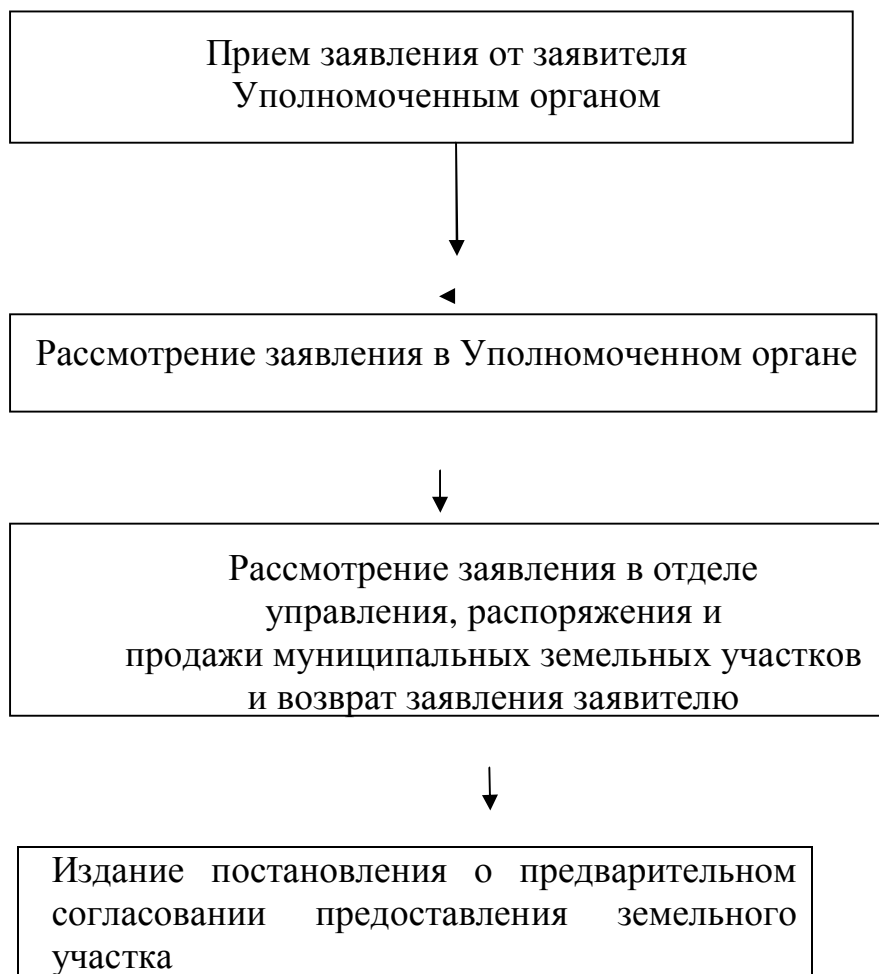 Прием заявления от заявителя
Уполномоченным органом
Рассмотрение заявления в Уполномоченном органе
Рассмотрение заявления в отделе
управления, распоряжения и
продажи муниципальных земельных участков
и возврат заявления заявителю
Издание постановления о предварительном
согласовании предоставления земельного
участка